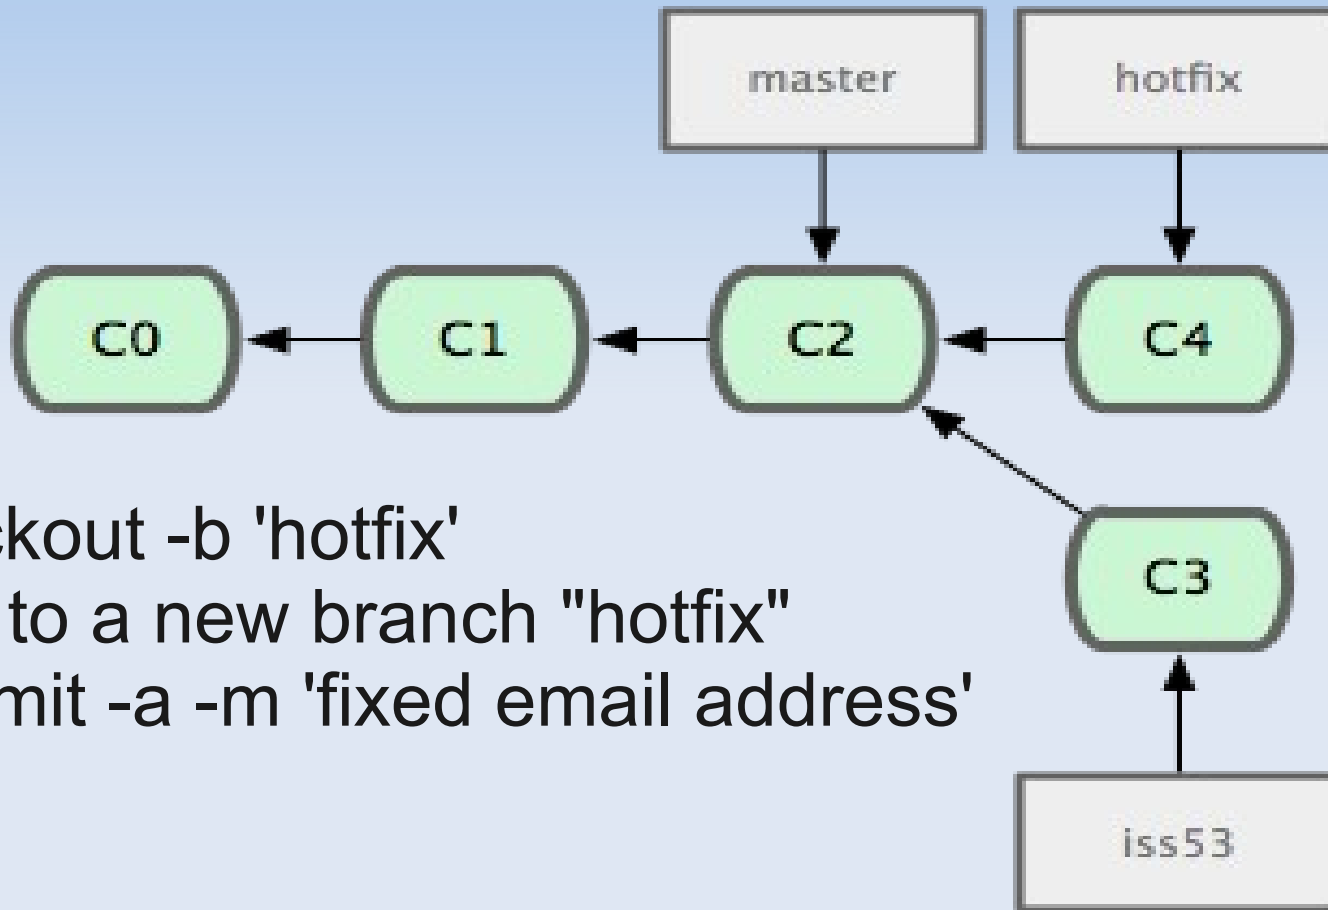 master hotfix
C0 C1 C2 C4
ckout -b 'hotfix'
C3
to a new branch "hotfix"
mit -a -m 'fixed email address'
iss53